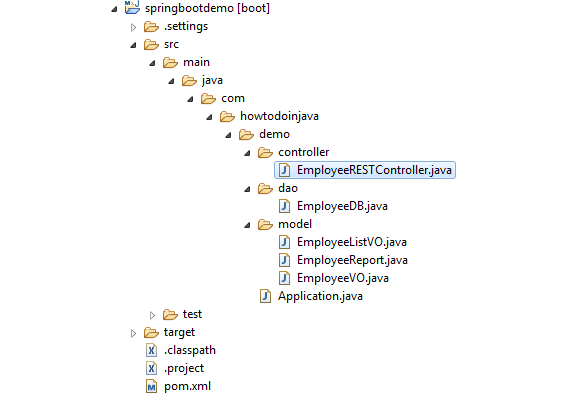 springbootdemo [boot]
.settings
src
main
java
com
howtodoinjava
demo
controller
EmployeeRESTController.java
dao
EmployeeDB.java
model
EmployeeListVO.java
EmployeeReport.java
EmployeeVO.java
Application.java
test
target
.classpath
.project
pom.xml